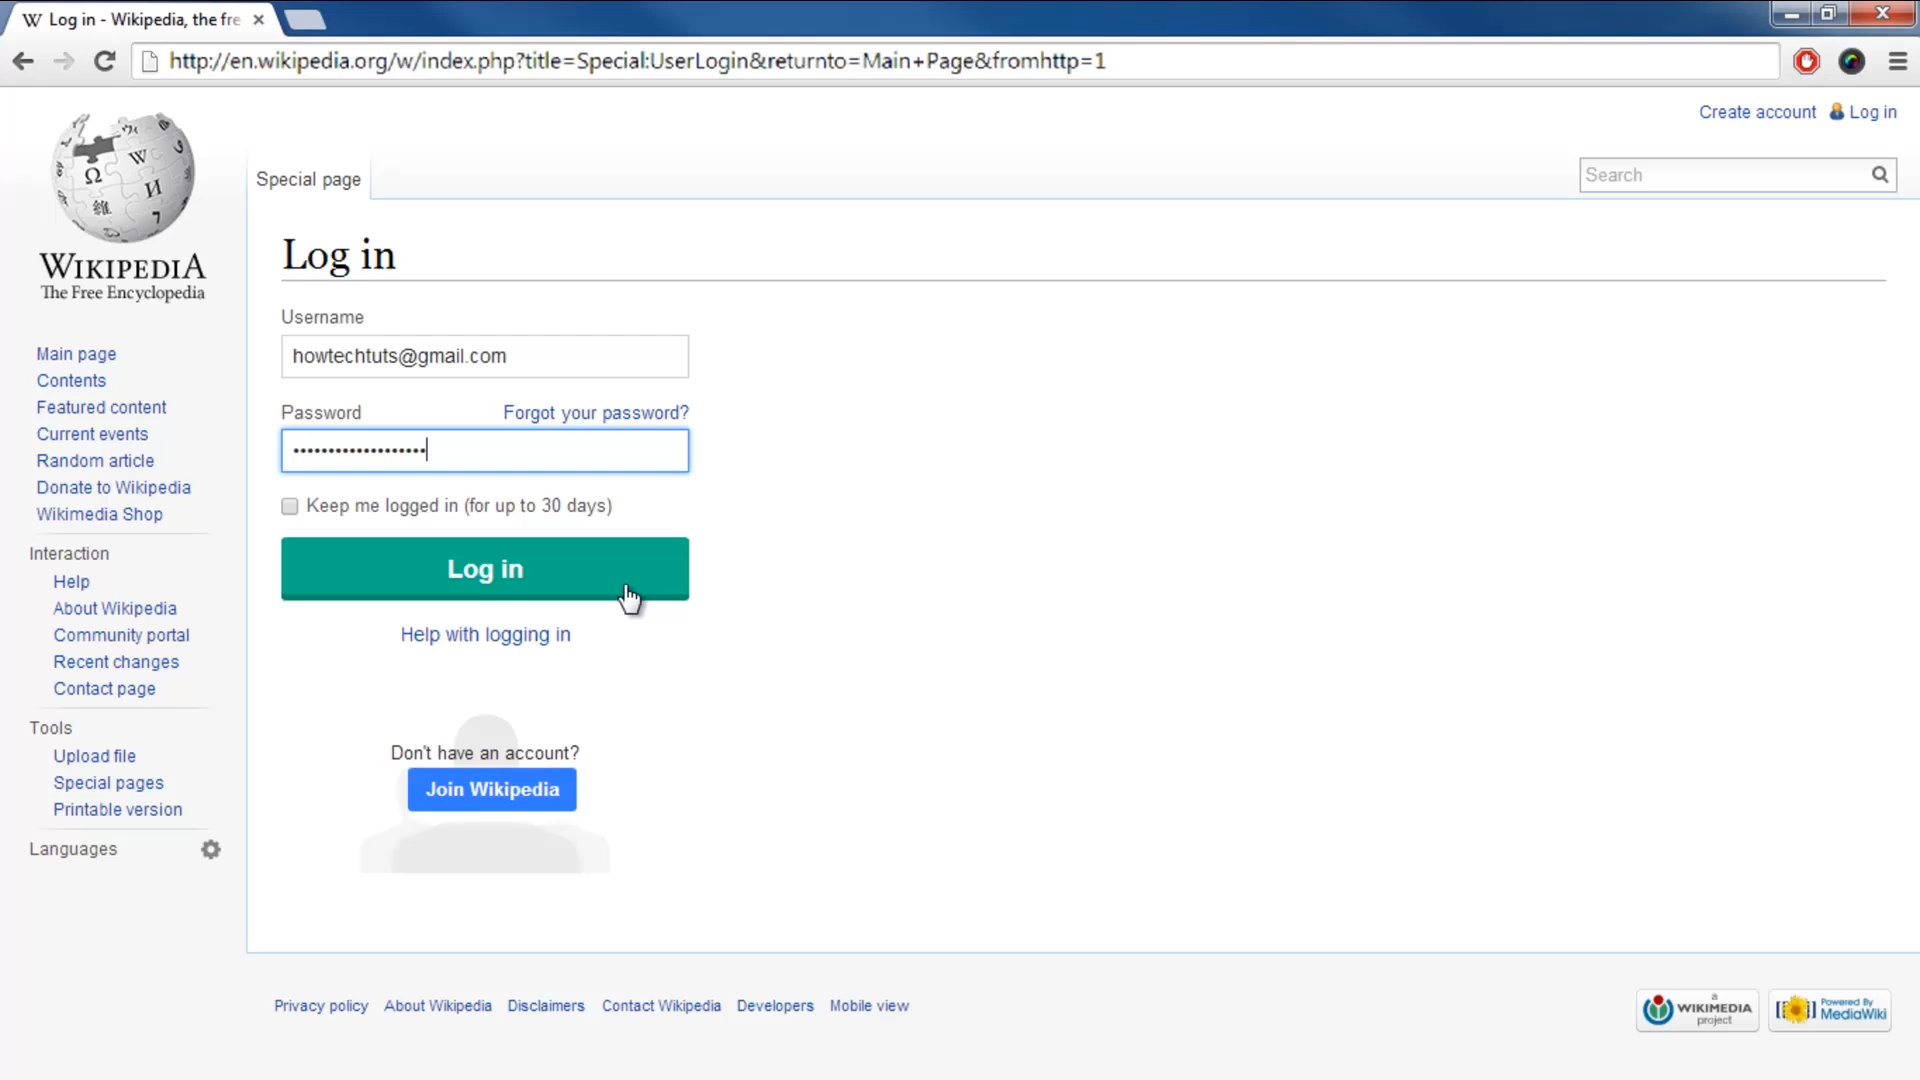 Log in - Wikipedia, the fre
http://en.wikipedia.org/w/index.php?title=Special:UserLogin&returnto=Main+Page&fromhttp=1
Create account Log in
Special page
Search
WIKIPEDIA
The Free Encyclopedia
Log in
Username
howtechtuts@gmail.com
Password Forgot your password?
Keep me logged in (for up to 30 days)
Log in
Help with logging in
Don't have an account?
Join Wikipedia
Main page
Contents
Featured content
Current events
Random article
Donate to Wikipedia
Wikimedia Shop
Interaction
Help
About Wikipedia
Community portal
Recent changes
Contact page
Tools
Upload file
Special pages
Printable version
Languages
Privacy policy About Wikipedia Disclaimers Contact Wikipedia Developers Mobile view
a
WIKIMEDIA
project
Powered By
MediaWiki